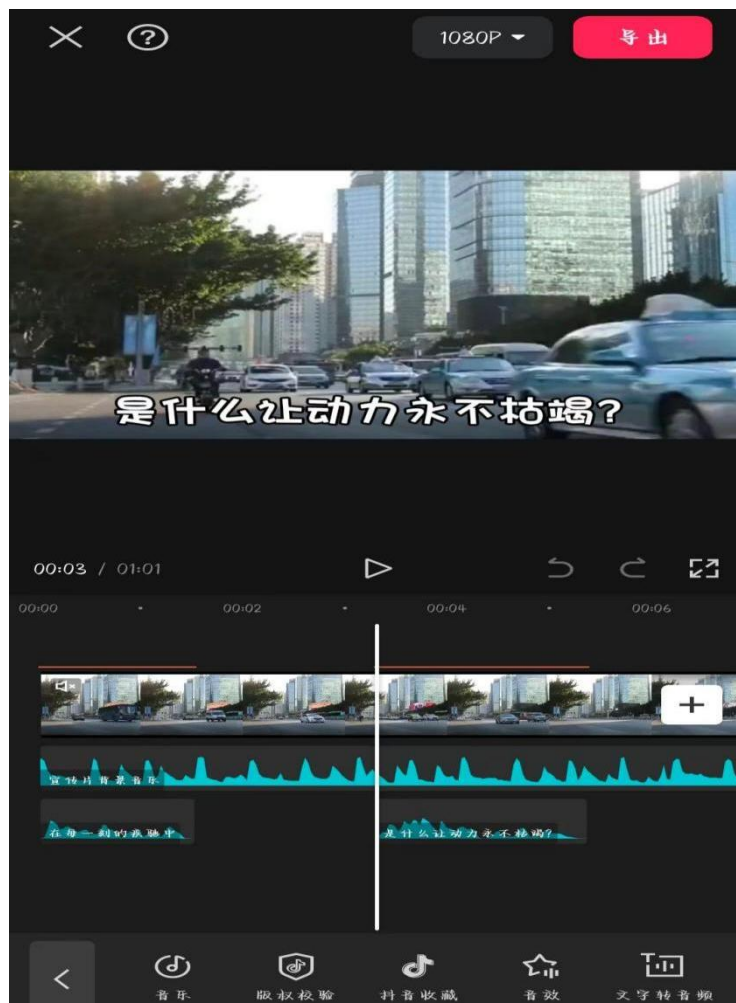 ?
1080P
导出
是什么让动力永不枯竭?
00:03 / 01:01
00:00 00:02 00:04 00:06
宣传片背景音乐
在每一刻的飞驰中
是什么让动力永不枯竭?
音乐
版权校验
抖音收藏
音效
文字转音频